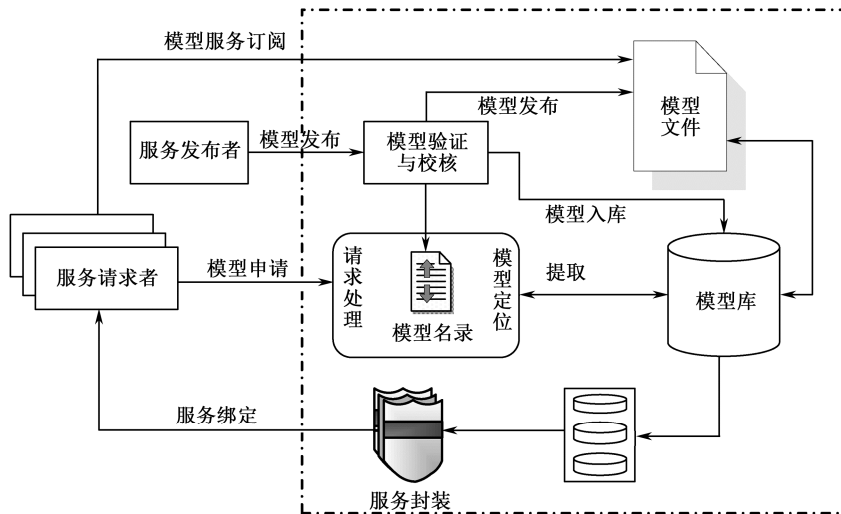 模型服务订阅
模型发布
模型
文件
服务发布者
模型发布
模型验证
与校核
模型入库
服务请求者
模型申请
请求处理
模型名录
模型定位
提取
模型库
服务绑定
服务封装